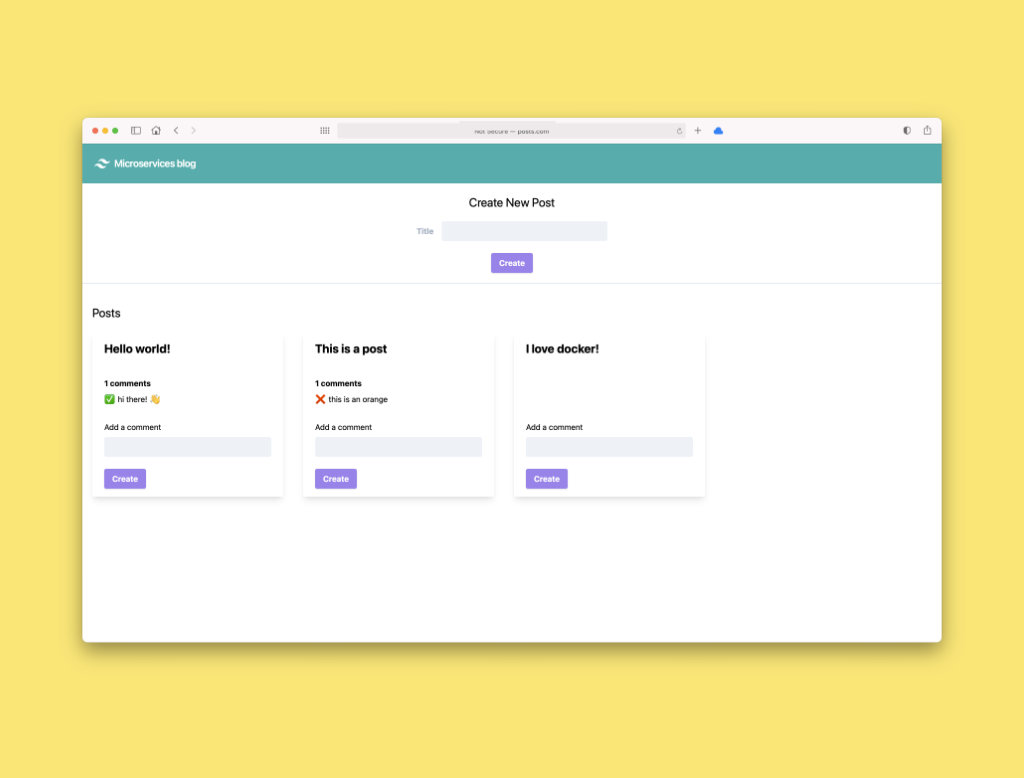 Not Secure — posts.com
Microservices blog
Create New Post
Title
Create
Posts
Hello world!
1 comments
✅ hi there! 👋
Add a comment
Create
This is a post
1 comments
❌ this is an orange
Add a comment
Create
I love docker!
Add a comment
Create